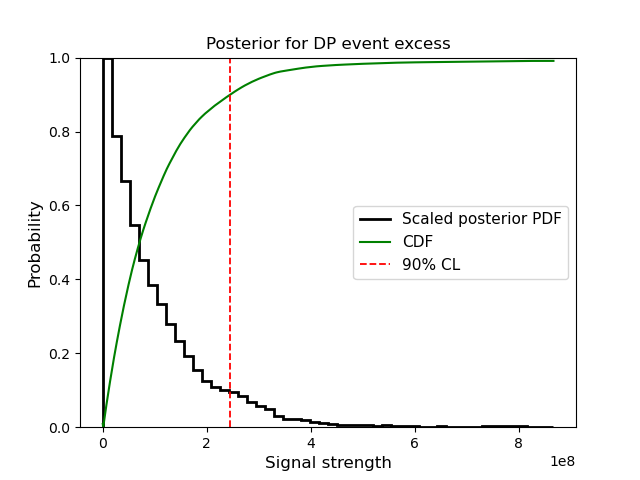 Posterior for DP event excess
Probability
1.0
0.8
0.6
0.4
0.2
0.0
Scaled posterior PDF
CDF
90% CL
0 2 4 6 8
1e8
Signal strength